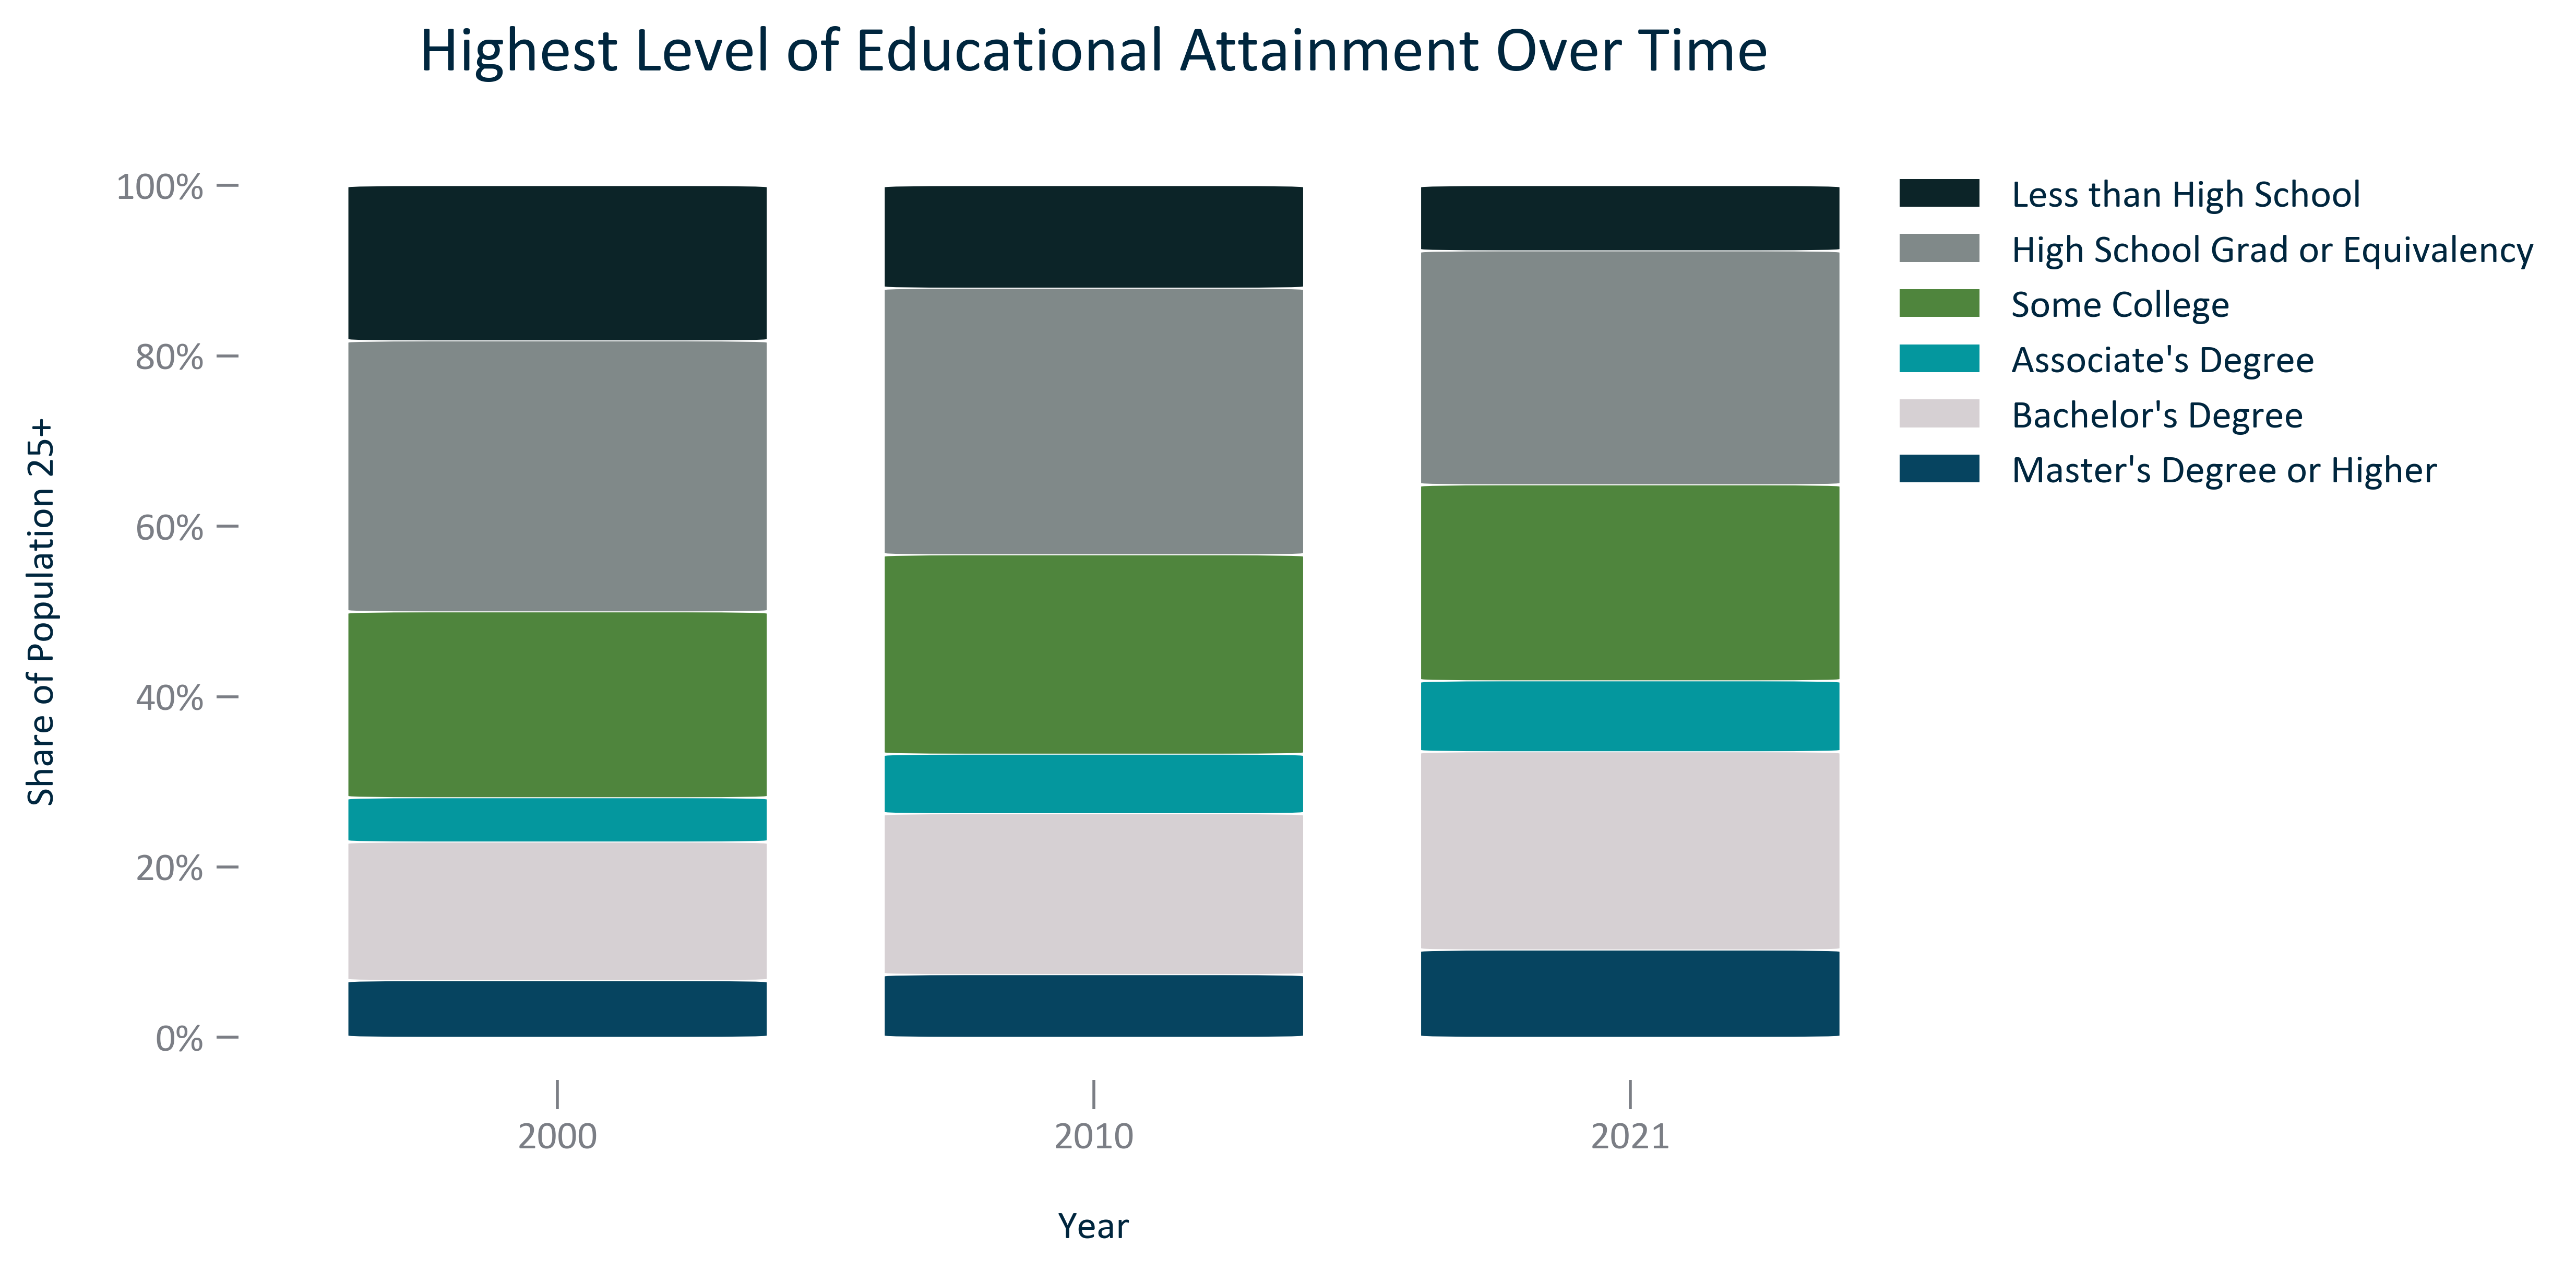 Highest Level of Educational Attainment Over Time
Share of Population 25+
100%
80%
60%
40%
20%
0%
2000
2010
2021
Year
Less than High School
High School Grad or Equivalency
Some College
Associate's Degree
Bachelor's Degree
Master's Degree or Higher